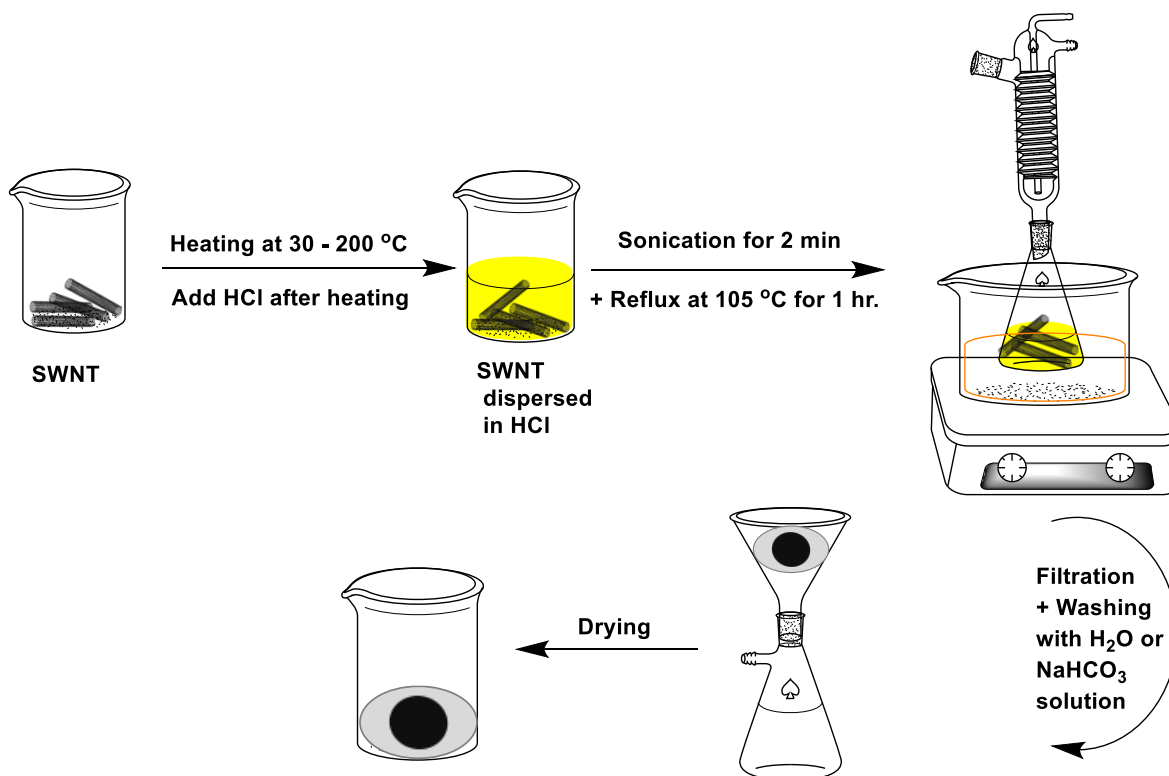 Heating at 30 - 200 °C
Add HCl after heating
Sonication for 2 min
+ Reflux at 105 °C for 1 hr.
SWNT
SWNT
dispersed
in HCl
Filtration
+ Washing
with H₂O or
NaHCO₃
solution
Drying